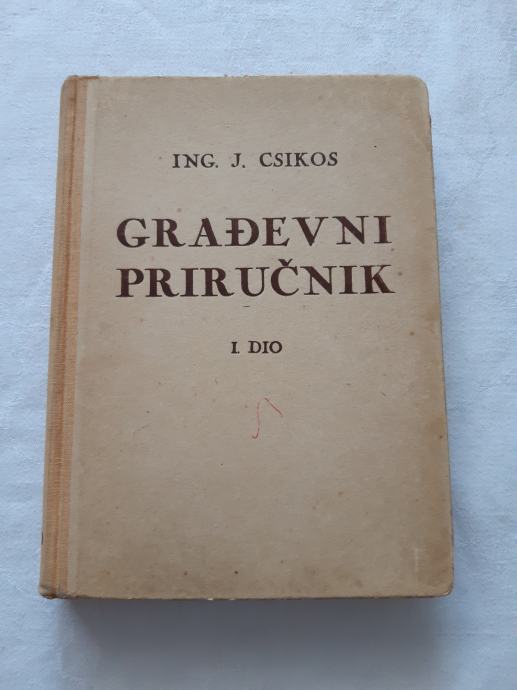 ING. J. CSIKOS
GRAĐEVNI
PRIRUČNIK
I. DIO